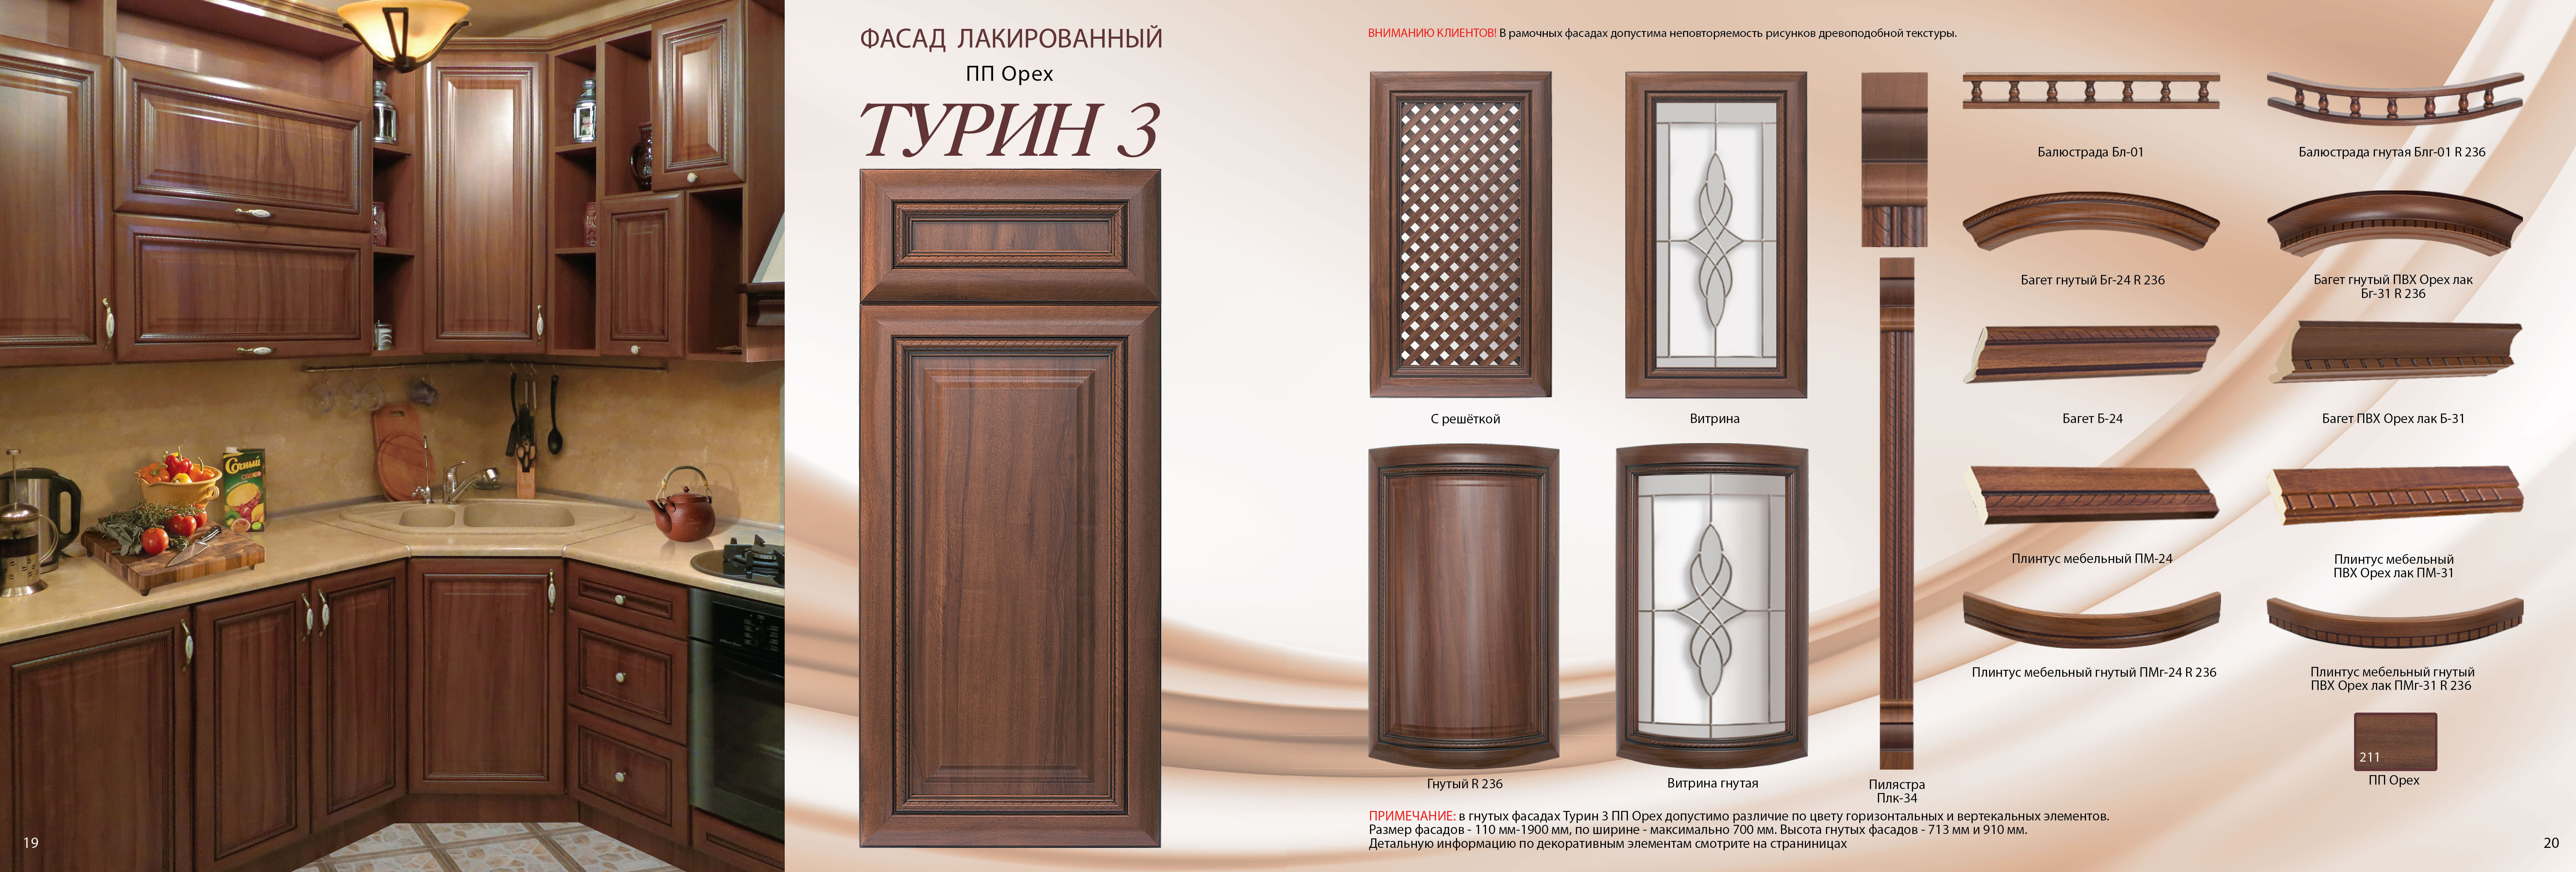 Сочный
19
ФАСАД ЛАКИРОВАННЫЙ
ПП Орех
ТУРИН 3
ВНИМАНИЮ КЛИЕНТОВ! В рамочных фасадах допустима неповторяемость рисунков древоподобной текстуры.
С решёткой
Витрина
Гнутый R 236
Витрина гнутая
Пилястра
Плк-34
Балюстрада Бл-01
Балюстрада гнутая Блг-01 R 236
Багет гнутый Бг-24 R 236
Багет гнутый ПВХ Орех лак
Бг-31 R 236
Багет Б-24
Багет ПВХ Орех лак Б-31
Плинтус мебельный ПМ-24
Плинтус мебельный
ПВХ Орех лак ПМ-31
Плинтус мебельный гнутый ПМг-24 R 236
Плинтус мебельный гнутый
ПВХ Орех лак ПМг-31 R 236
211
ПП Орех
ПРИМЕЧАНИЕ: в гнутых фасадах Турин 3 ПП Орех допустимо различие по цвету горизонтальных и вертекальных элементов.
Размер фасадов - 110 мм-1900 мм, по ширине - максимально 700 мм. Высота гнутых фасадов - 713 мм и 910 мм.
Детальную информацию по декоративным элементам смотрите на страниницах
20